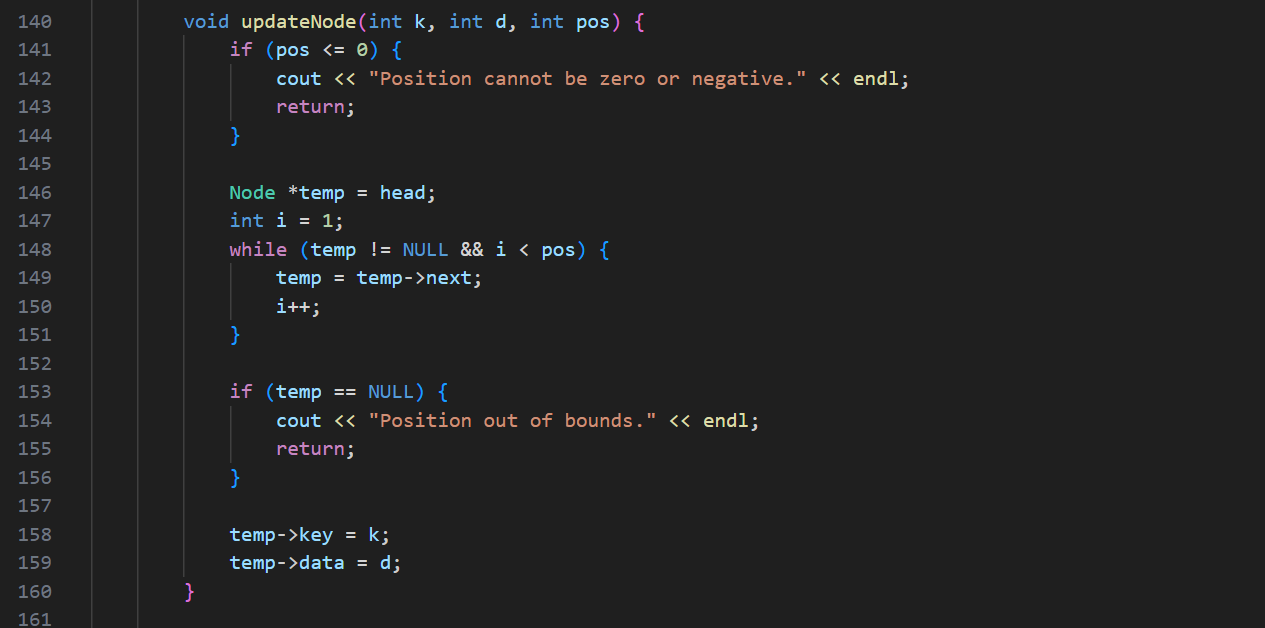 140 void updateNode(int k, int d, int pos) {
141 if (pos <= 0) {
142 cout << "Position cannot be zero or negative." << endl;
143 return;
144 }
145
146 Node *temp = head;
147 int i = 1;
148 while (temp != NULL && i < pos) {
149 temp = temp->next;
150 i++;
151 }
152
153 if (temp == NULL) {
154 cout << "Position out of bounds." << endl;
155 return;
156 }
157
158 temp->key = k;
159 temp->data = d;
160 }
161